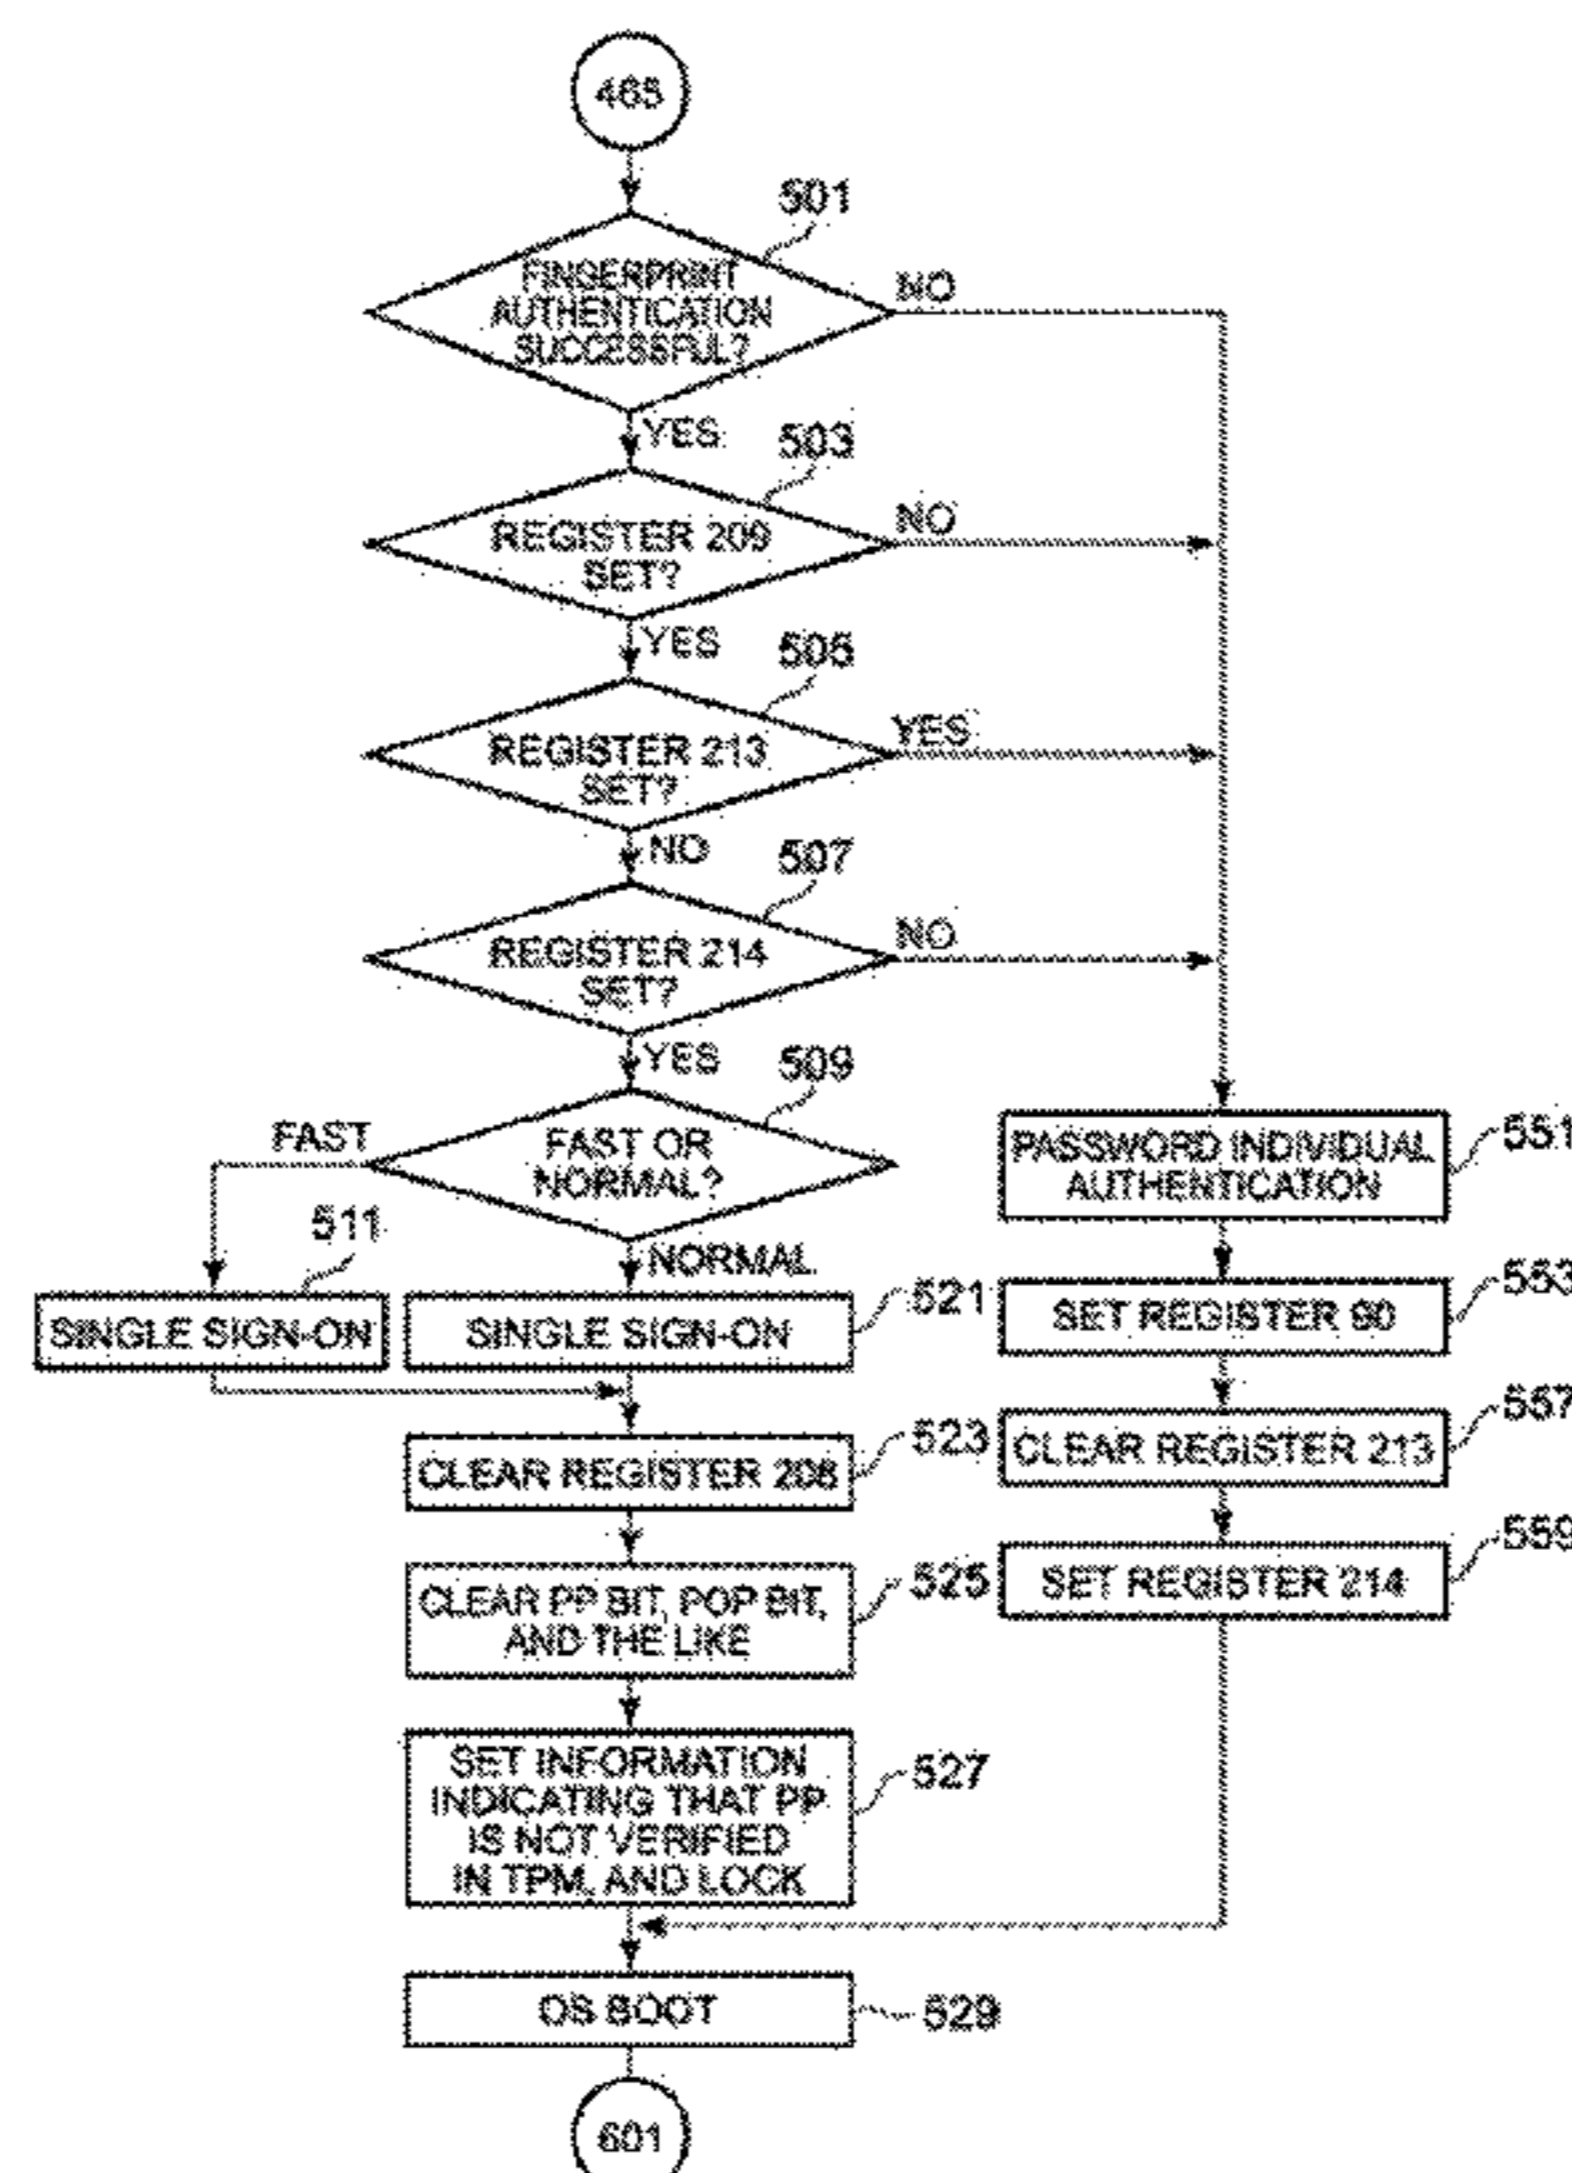 465
501
FINGERPRINT
AUTHENTICATION
SUCCESSFUL?
NO
YES
503
REGISTER 209
SET?
NO
YES
505
REGISTER 213
SET?
YES
NO
507
REGISTER 214
SET?
NO
YES
509
FAST OR
NORMAL?
FAST
NORMAL
511
SINGLE SIGN-ON
SINGLE SIGN-ON
521
CLEAR REGISTER 208
523
CLEAR PP BIT, POP BIT,
AND THE LIKE
525
SET INFORMATION
INDICATING THAT PP
IS NOT VERIFIED
IN TPM, AND LOCK
527
PASSWORD INDIVIDUAL
AUTHENTICATION
551
SET REGISTER 90
553
CLEAR REGISTER 213
557
SET REGISTER 214
559
OS BOOT
529
601